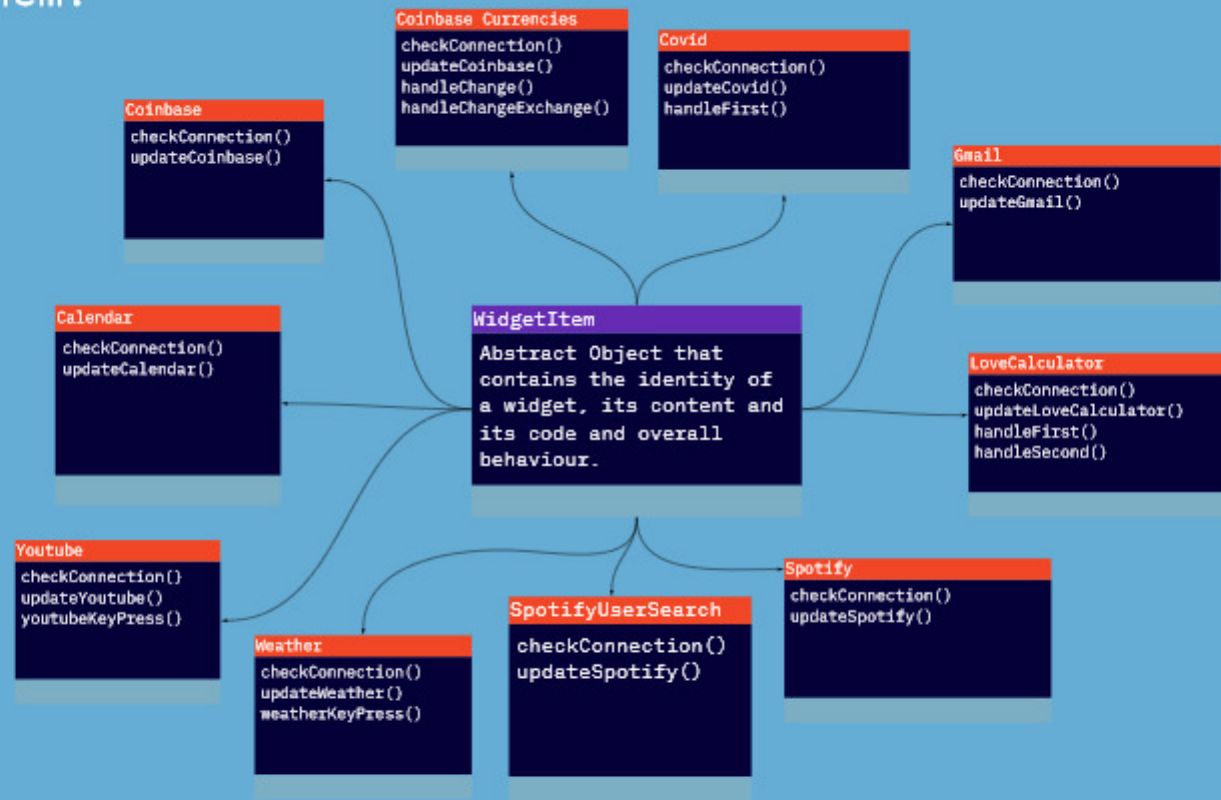 Coinbase Currencies
checkConnection()
updateCoinbase()
handleChange()
handleChangeExchange()
Covid
checkConnection()
updateCovid()
handleFirst()
Coinbase
checkConnection()
updateCoinbase()
Gmail
checkConnection()
updateGmail()
Calendar
checkConnection()
updateCalendar()
WidgetItem
Abstract Object that
contains the identity of
a widget, its content and
its code and overall
behaviour.
LoveCalculator
checkConnection()
updateLoveCalculator()
handleFirst()
handleSecond()
Youtube
checkConnection()
updateYoutube()
youtubeKeyPress()
Weather
checkConnection()
updateWeather()
weatherKeyPress()
SpotifyUserSearch
checkConnection()
updateSpotify()
Spotify
checkConnection()
updateSpotify()